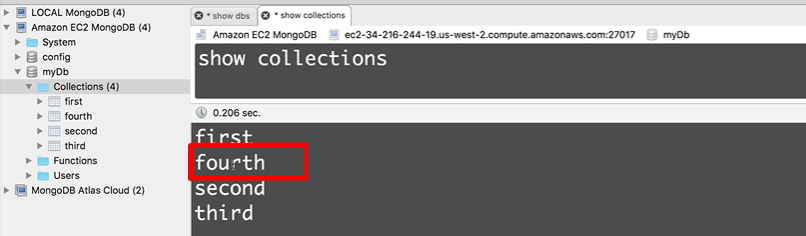 LOCAL MongoDB (4)
Amazon EC2 MongoDB (4)
System
config
myDb
Collections (4)
first
fourth
second
third
Functions
Users
MongoDB Atlas Cloud (2)
* show dbs * show collections
Amazon EC2 MongoDB ec2-34-216-244-19.us-west-2.compute.amazonaws.com:27017 myDb
show collections
0.206 sec.
first
fourth
second
third